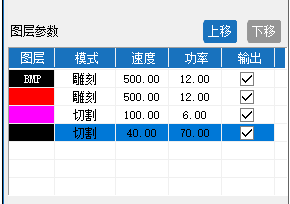 图层参数 上移 下移
图层 模式 速度 功率 输出
BMP 雕刻 500.00 12.00
雕刻 500.00 12.00
切割 100.00 6.00
切割 40.00 70.00